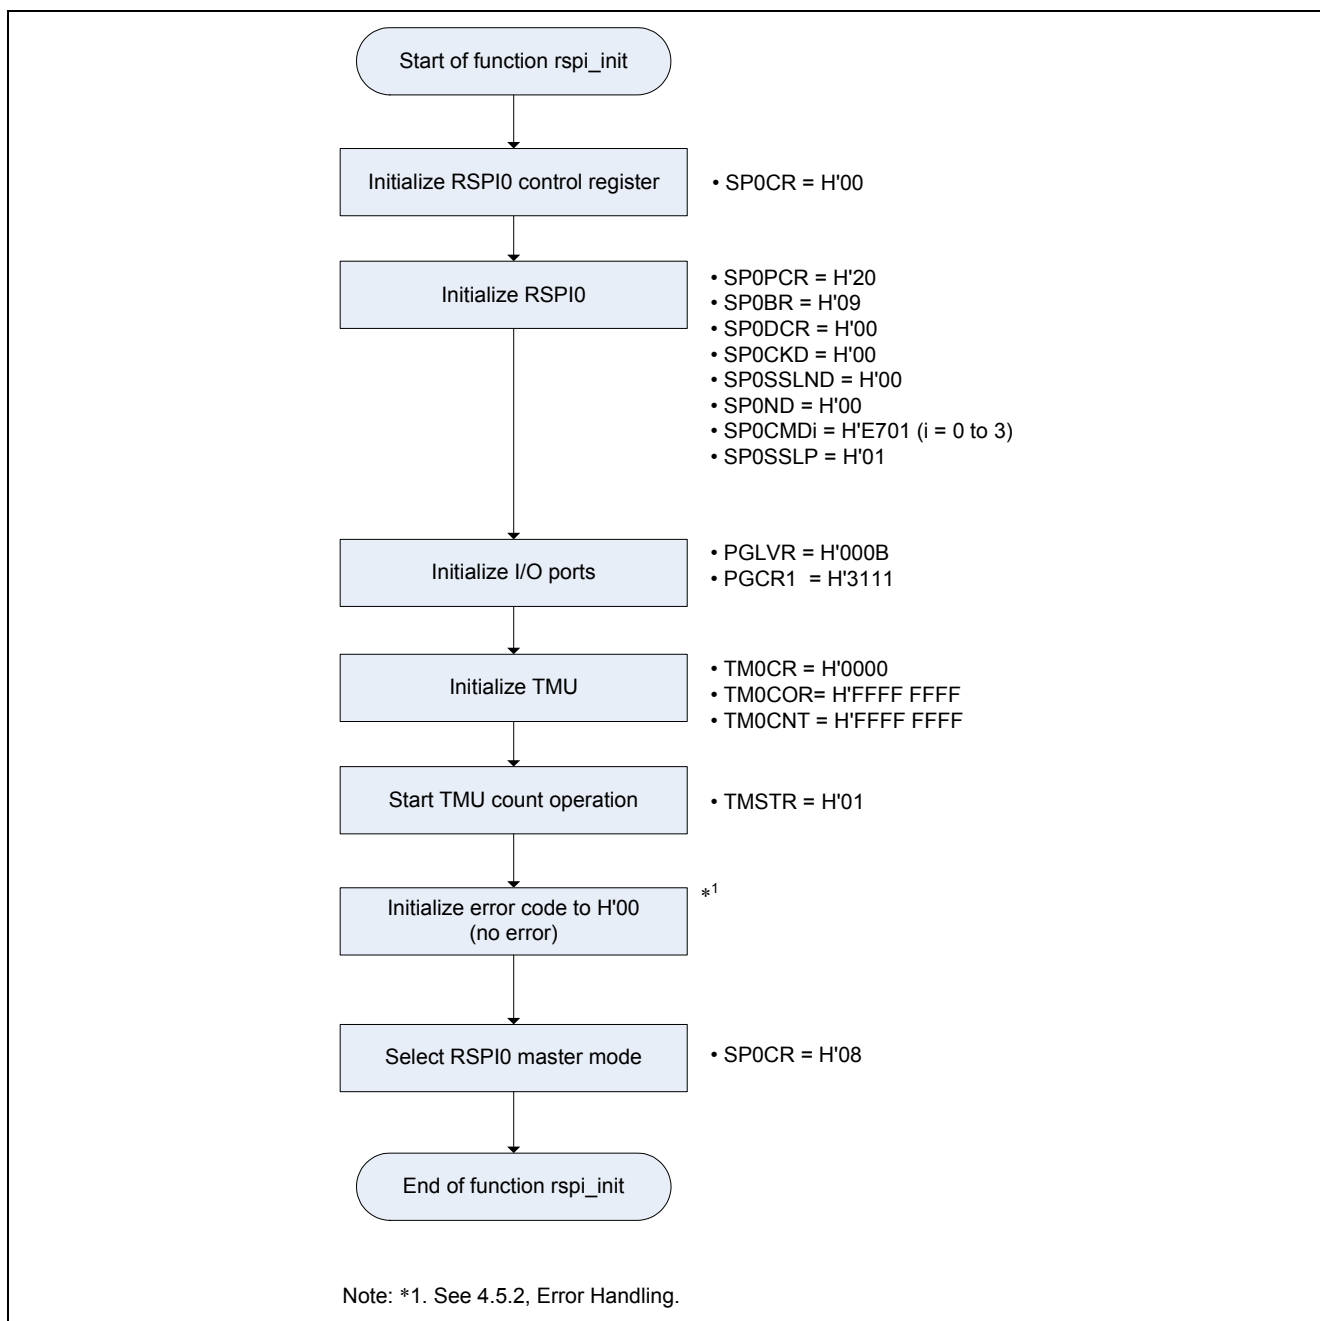 Start of function rspi_init
Initialize RSPI0 control register
• SP0CR = H'00
Initialize RSPI0
• SP0PCR = H'20
• SP0BR = H'09
• SP0DCR = H'00
• SP0CKD = H'00
• SP0SSLND = H'00
• SP0ND = H'00
• SP0CMDi = H'E701 (i = 0 to 3)
• SP0SSLP = H'01
Initialize I/O ports
• PGLVR = H'000B
• PGCR1 = H'3111
Initialize TMU
• TM0CR = H'0000
• TM0COR= H'FFFF FFFF
• TM0CNT = H'FFFF FFFF
Start TMU count operation
• TMSTR = H'01
Initialize error code to H'00
(no error)
*1
Select RSPI0 master mode
• SP0CR = H'08
End of function rspi_init
Note: *1. See 4.5.2, Error Handling.